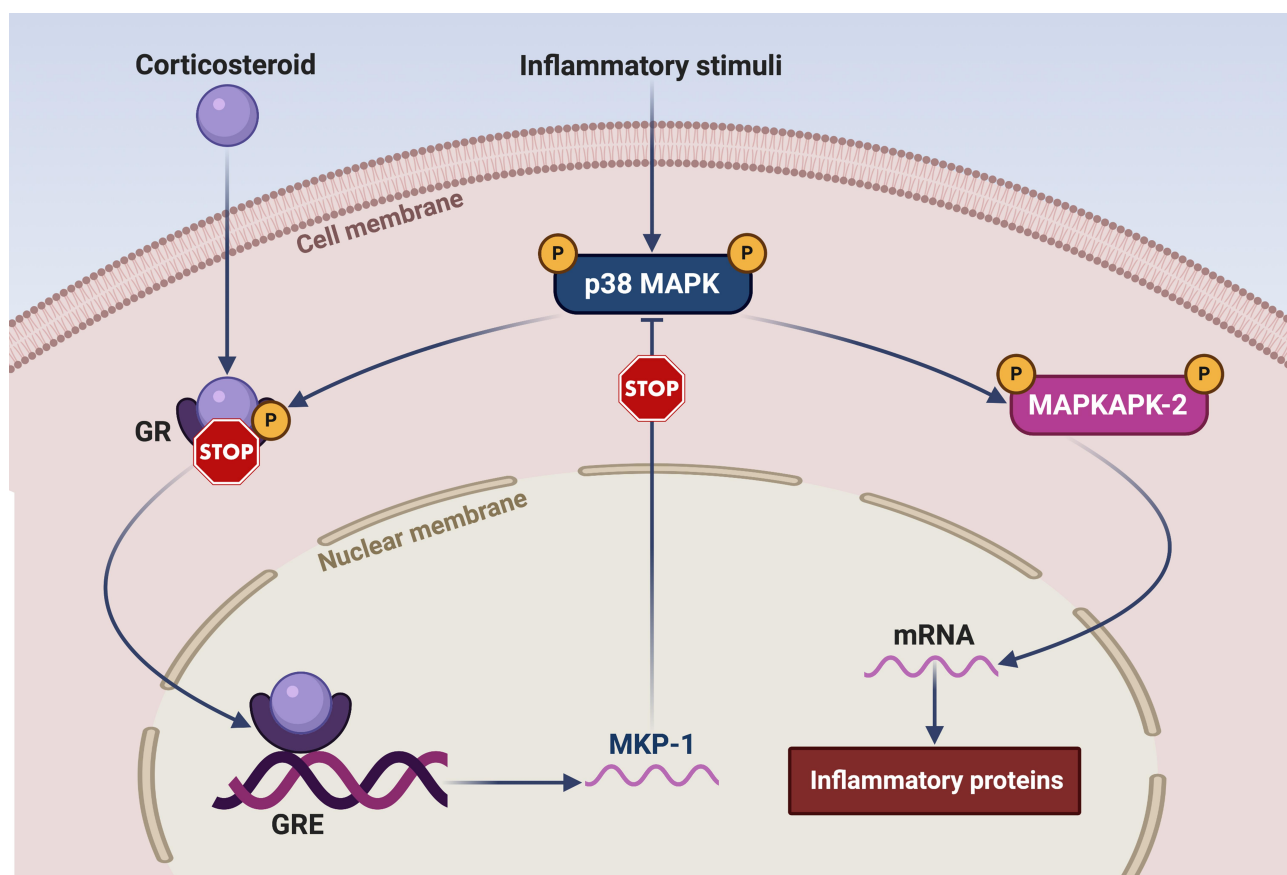 Corticosteroid
Inflammatory stimuli
Cell membrane
P
P
p38 MAPK
P
P
MAPKAPK-2
STOP
GR
P
STOP
Nuclear membrane
mRNA
MKP-1
Inflammatory proteins
GRE